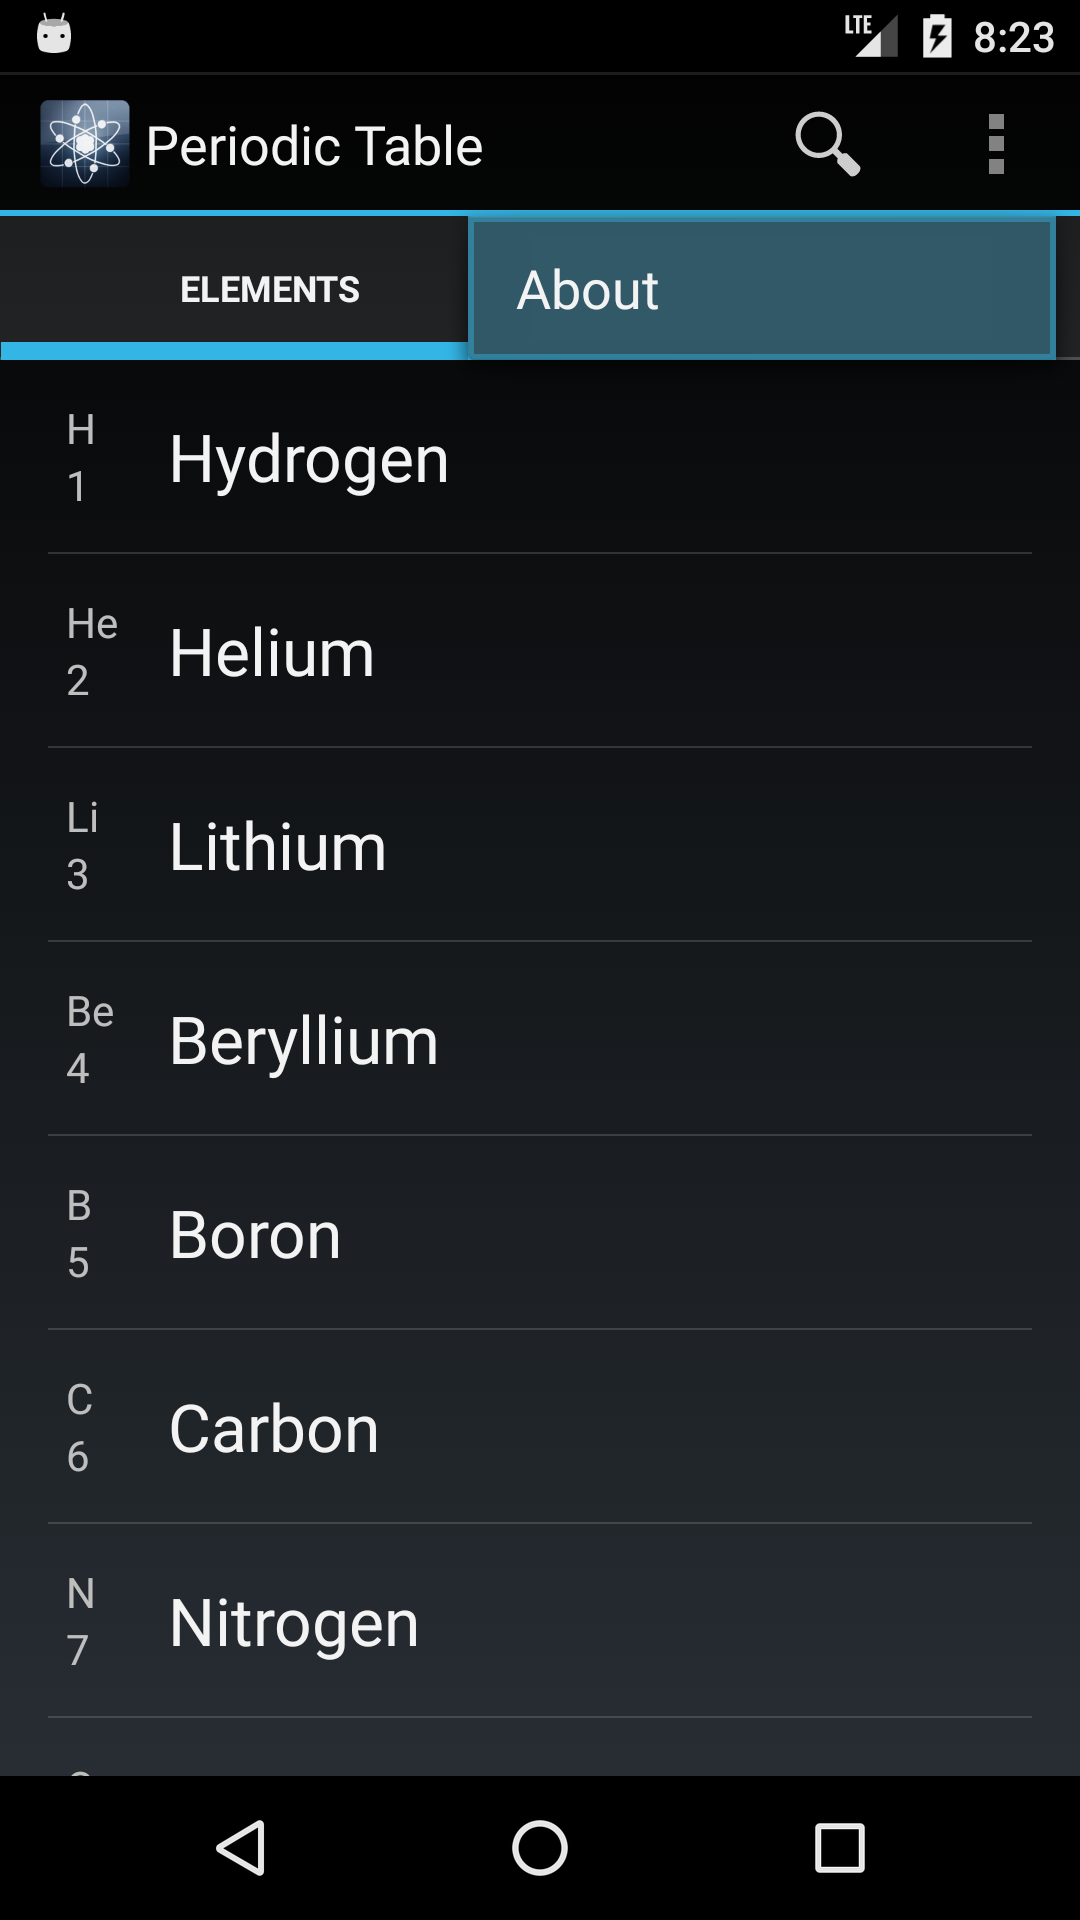 LTE 8:23
Periodic Table
ELEMENTS
About
H
1
Hydrogen
He
2
Helium
Li
3
Lithium
Be
4
Beryllium
B
5
Boron
C
6
Carbon
N
7
Nitrogen